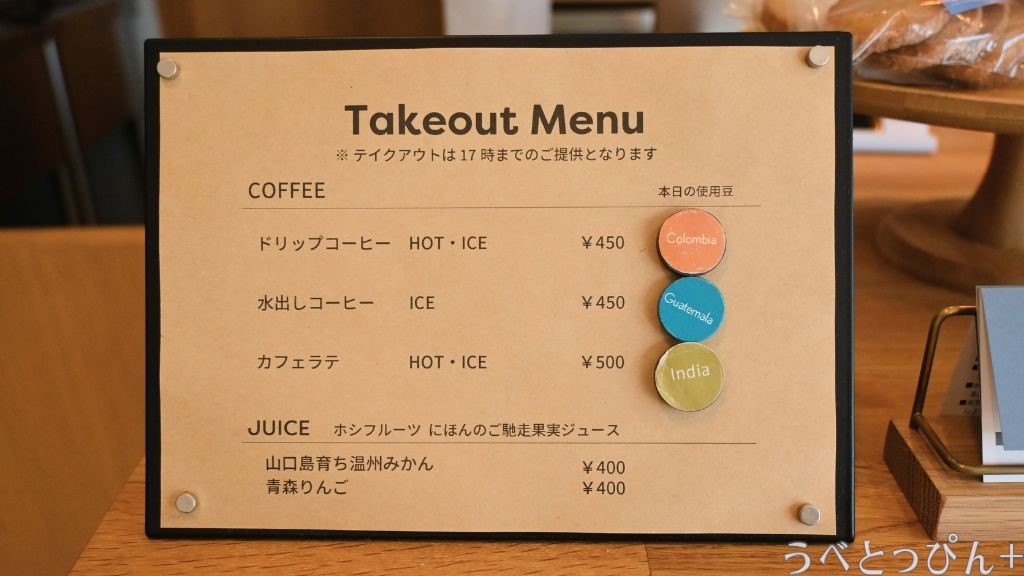 Takeout Menu
※ テイクアウトは 17 時までのご提供となります
COFFEE 本日の使用豆
ドリップコーヒー HOT・ICE ￥450 Colombia
水出しコーヒー ICE ￥450 Guatemala
カフェラテ HOT・ICE ￥500 India
JUICE ホシフルーツ にほんのご馳走果実ジュース
山口島育ち温州みかん ￥400
青森りんご ￥400
うべとっぴん＋